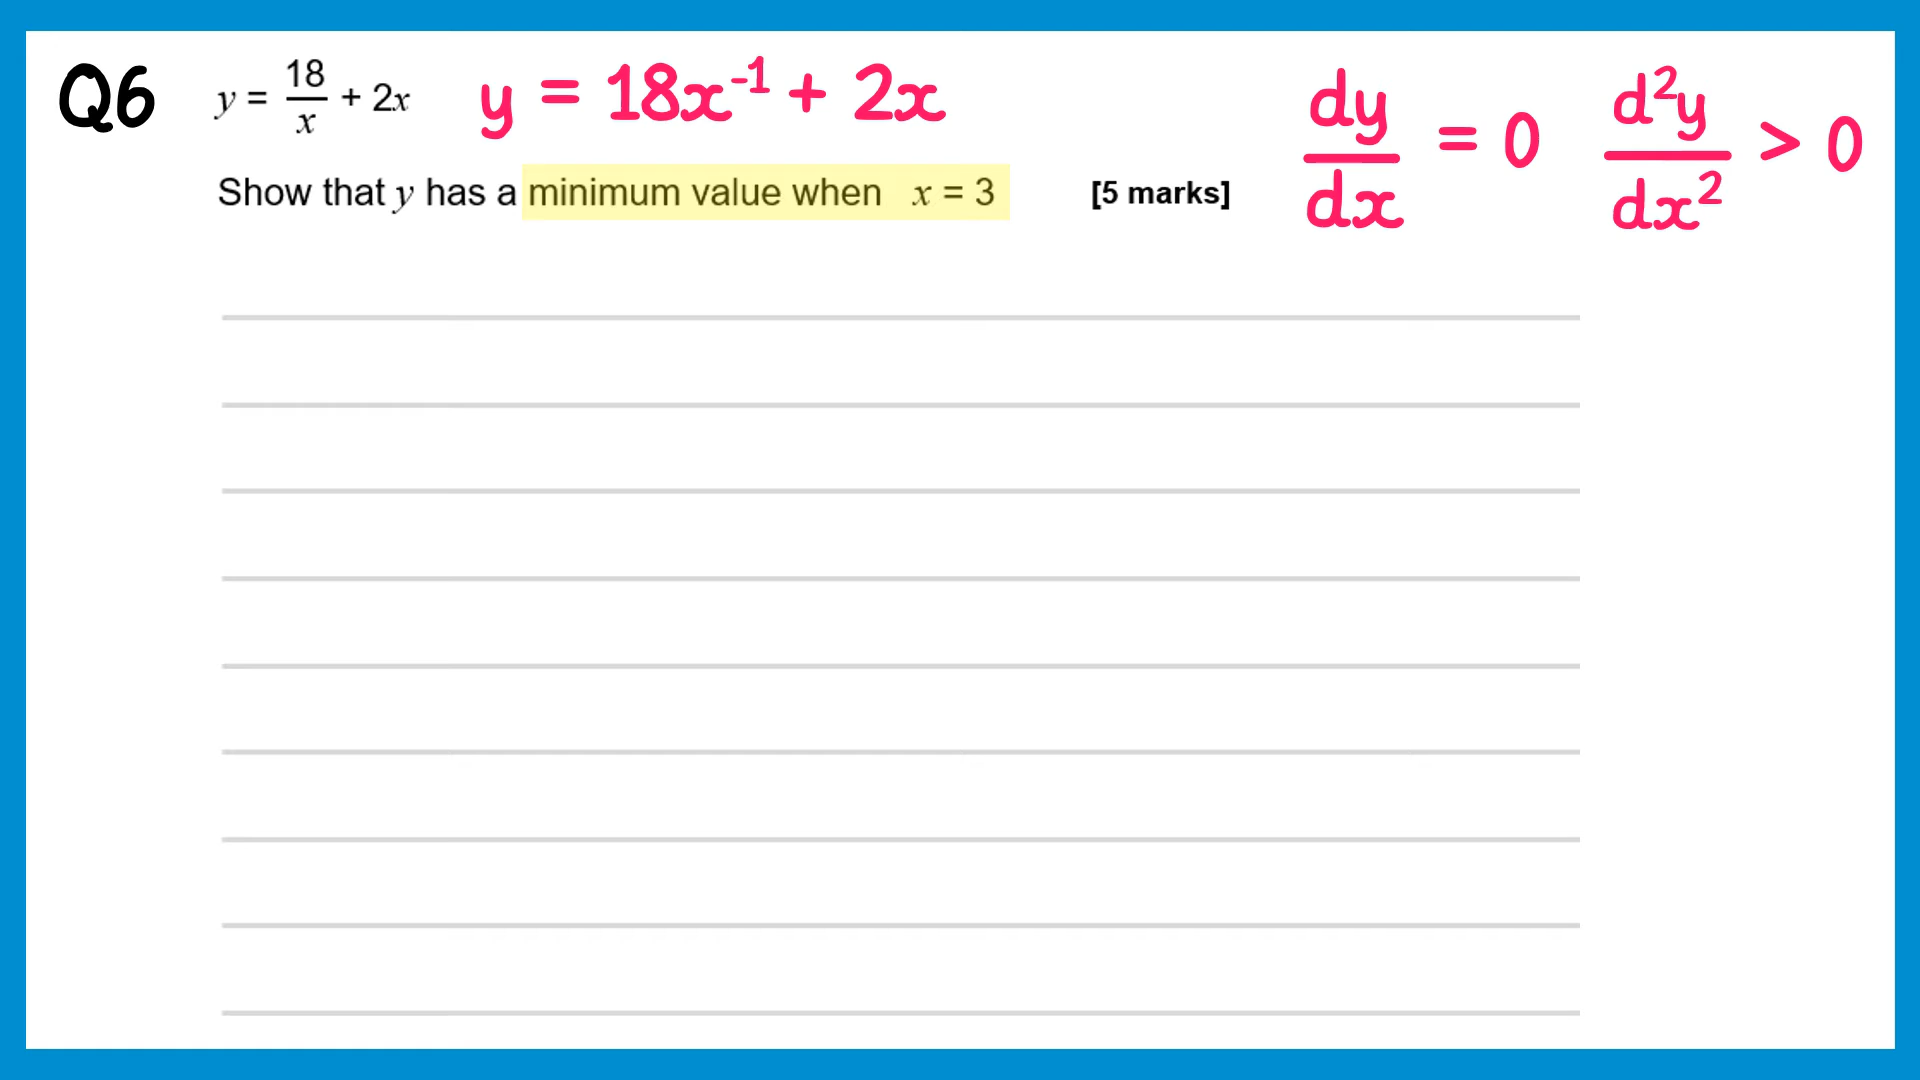 Q6 y = 18/x + 2x y = 18x⁻¹ + 2x dy/dx = 0 d²y/dx² > 0
Show that y has a minimum value when x = 3 [5 marks]